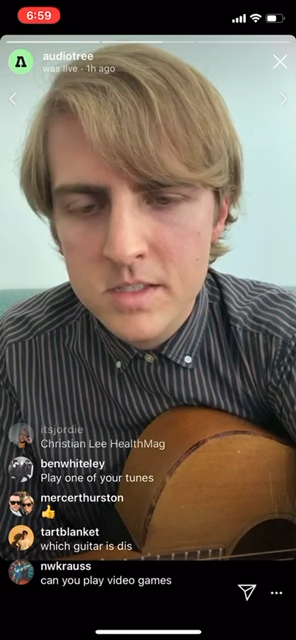 6:59
audiotree
was live · 1h ago
itsjordie
Christian Lee HealthMag
benwhiteley
Play one of your tunes
mercerthurston
👍
tartblanket
which guitar is dis
nwkrauss
can you play video games